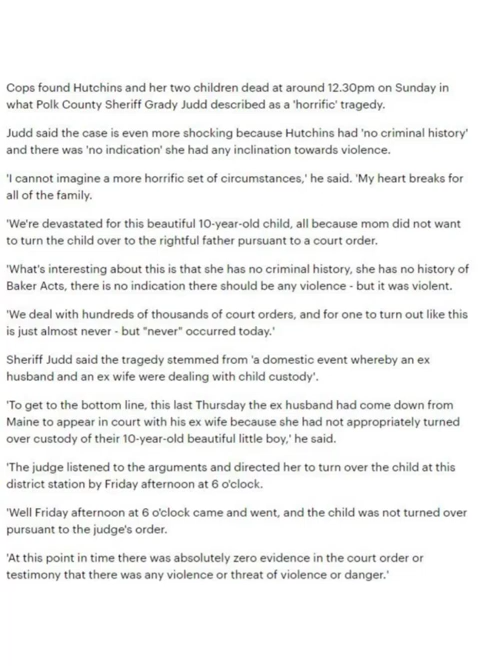 Cops found Hutchins and her two children dead at around 12.30pm on Sunday in
what Polk County Sheriff Grady Judd described as a 'horrific' tragedy.
Judd said the case is even more shocking because Hutchins had 'no criminal history'
and there was 'no indication' she had any inclination towards violence.
'I cannot imagine a more horrific set of circumstances,' he said. 'My heart breaks for
all of the family.
'We're devastated for this beautiful 10-year-old child, all because mom did not want
to turn the child over to the rightful father pursuant to a court order.
'What's interesting about this is that she has no criminal history, she has no history of
Baker Acts, there is no indication there should be any violence - but it was violent.
'We deal with hundreds of thousands of court orders, and for one to turn out like this
is just almost never - but "never" occurred today.'
Sheriff Judd said the tragedy stemmed from 'a domestic event whereby an ex
husband and an ex wife were dealing with child custody'.
'To get to the bottom line, this last Thursday the ex husband had come down from
Maine to appear in court with his ex wife because she had not appropriately turned
over custody of their 10-year-old beautiful little boy,' he said.
'The judge listened to the arguments and directed her to turn over the child at this
district station by Friday afternoon at 6 o'clock.
'Well Friday afternoon at 6 o'clock came and went, and the child was not turned over
pursuant to the judge's order.
'At this point in time there was absolutely zero evidence in the court order or
testimony that there was any violence or threat of violence or danger.'